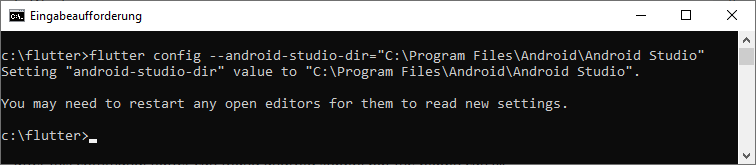 Eingabeaufforderung
c:\flutter>flutter config --android-studio-dir="C:\Program Files\Android\Android Studio"
Setting "android-studio-dir" value to "C:\Program Files\Android\Android Studio".
You may need to restart any open editors for them to read new settings.
c:\flutter>